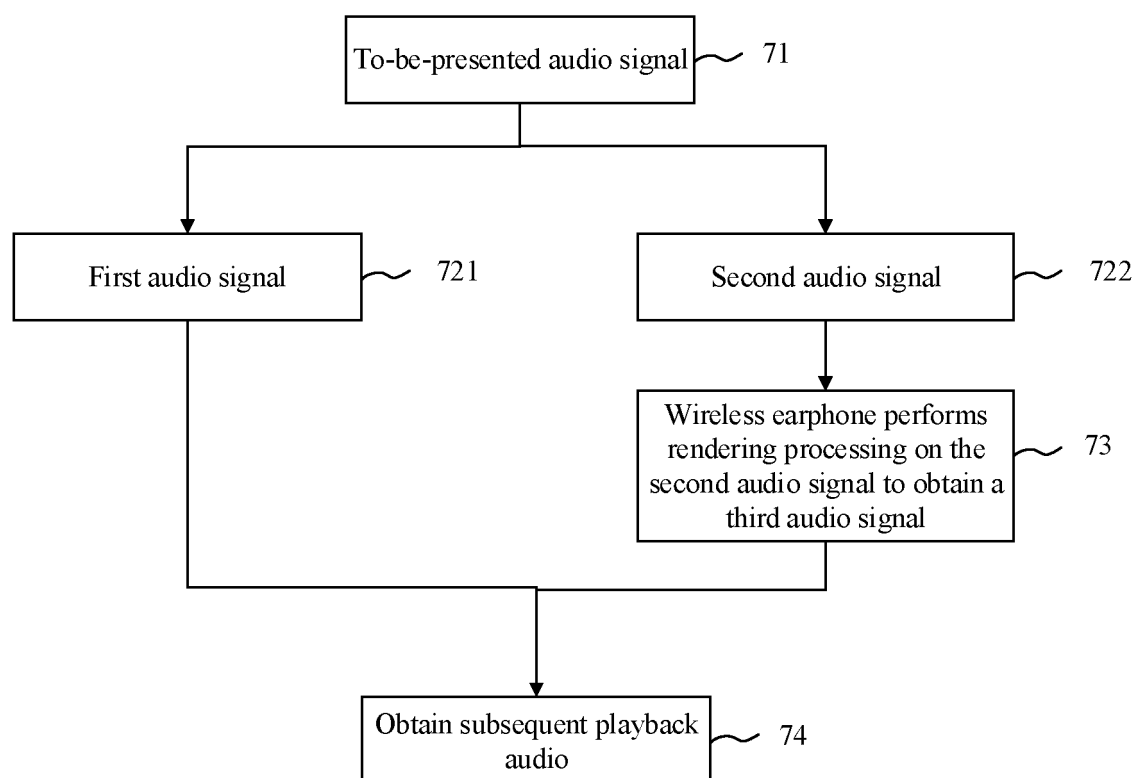 To-be-presented audio signal
71
First audio signal
721
Second audio signal
722
Wireless earphone performs
rendering processing on the
second audio signal to obtain a
third audio signal
73
Obtain subsequent playback
audio
74